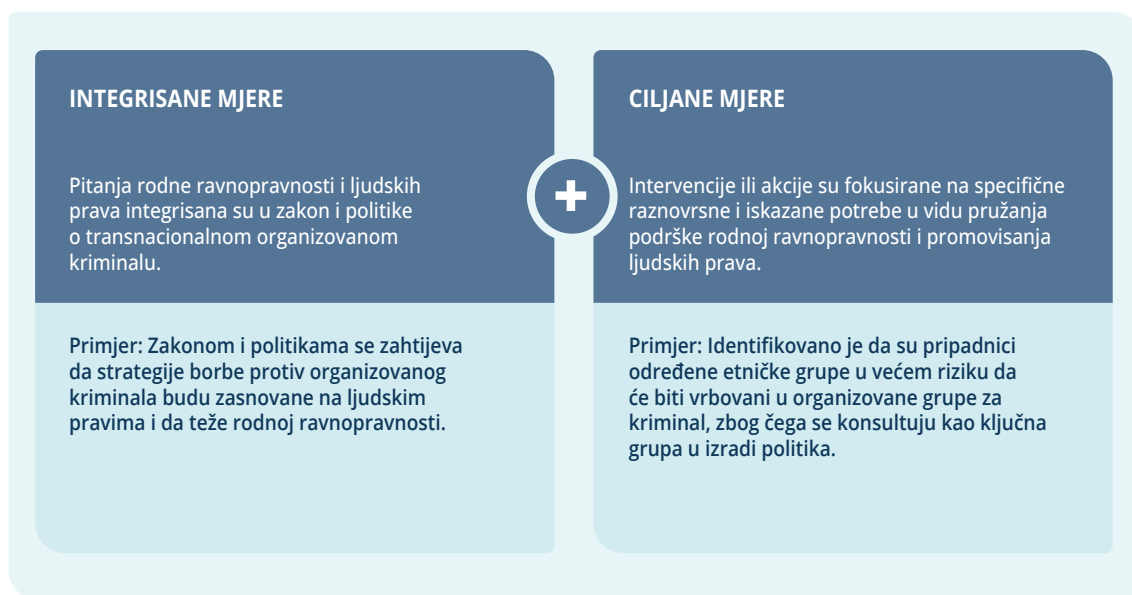 INTEGRISANE MJERE
Pitanja rodne ravnopravnosti i ljudskih
prava integrisana su u zakon i politike
o transnacionalnom organizovanom
kriminalu.
Primjer: Zakonom i politikama se zahtijeva
da strategije borbe protiv organizovanog
kriminala budu zasnovane na ljudskim
pravima i da teže rodnoj ravnopravnosti.
+
CILJANE MJERE
Intervencije ili akcije su fokusirane na specifične
raznovrsne i iskazane potrebe u vidu pružanja
podrške rodnoj ravnopravnosti i promovisanja
ljudskih prava.
Primjer: Identifikovano je da su pripadnici
određene etničke grupe u većem riziku da
će biti vrbovani u organizovane grupe za
kriminal, zbog čega se konsultuju kao ključna
grupa u izradi politika.